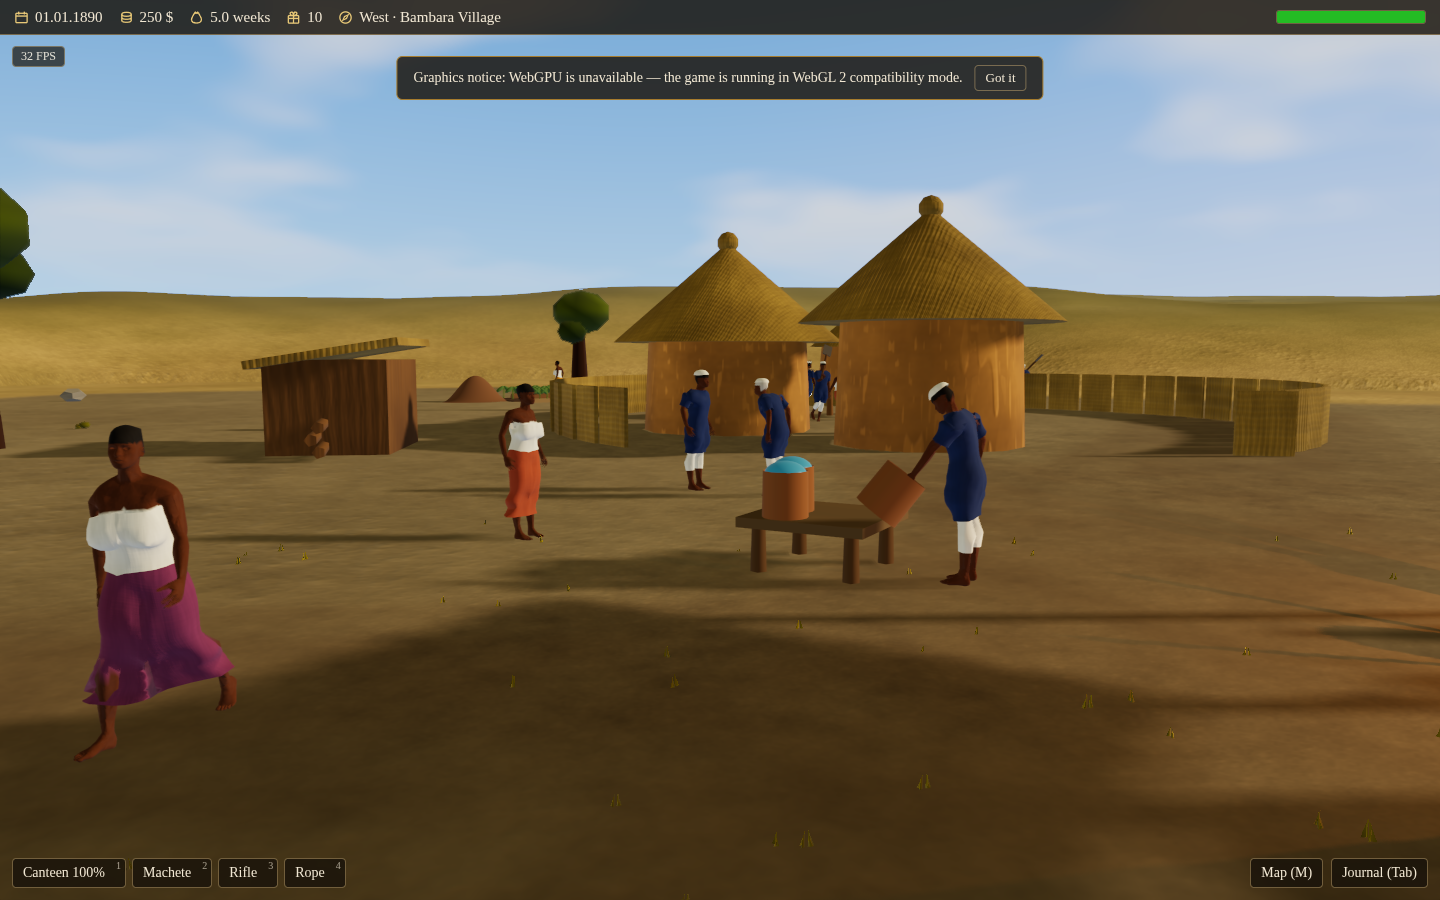 01.01.1890 250 $ 5.0 weeks 10 West · Bambara Village
32 FPS
Graphics notice: WebGPU is unavailable — the game is running in WebGL 2 compatibility mode. Got it
Canteen 100% 1 Machete 2 Rifle 3 Rope 4 Map (M) Journal (Tab)